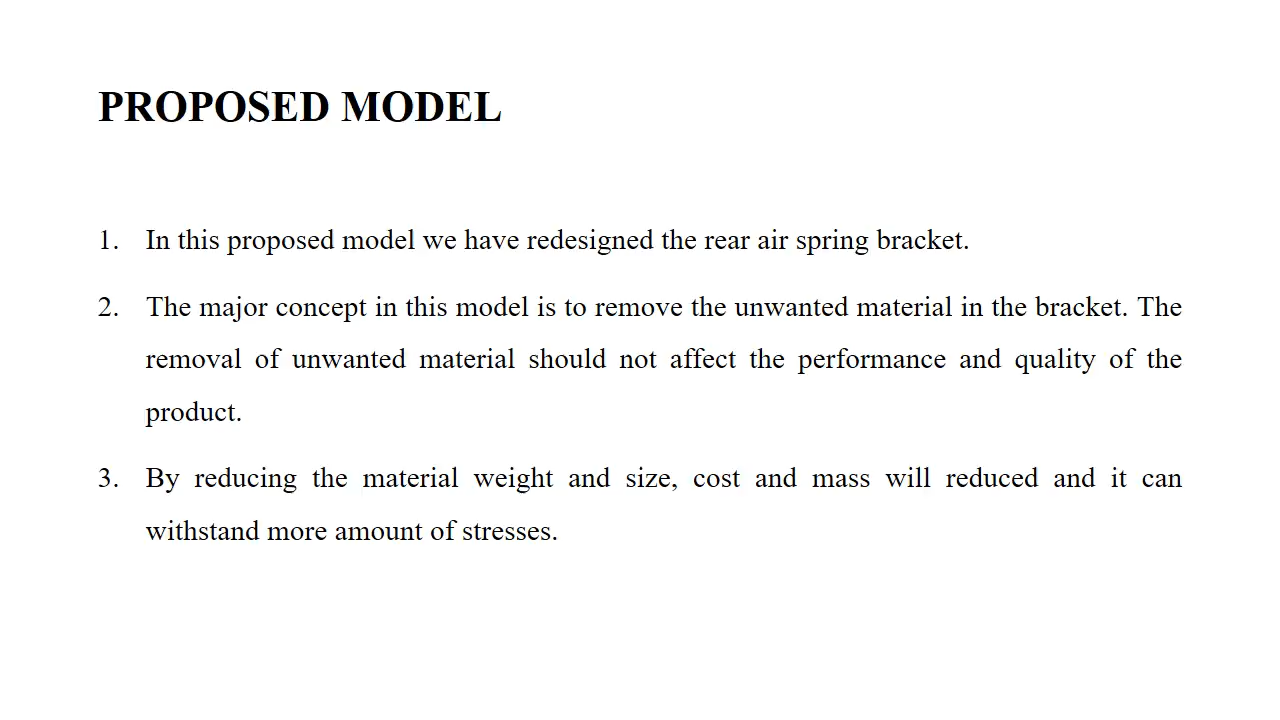 PROPOSED MODEL
1. In this proposed model we have redesigned the rear air spring bracket.
2. The major concept in this model is to remove the unwanted material in the bracket. The
removal of unwanted material should not affect the performance and quality of the
product.
3. By reducing the material weight and size, cost and mass will reduced and it can
withstand more amount of stresses.